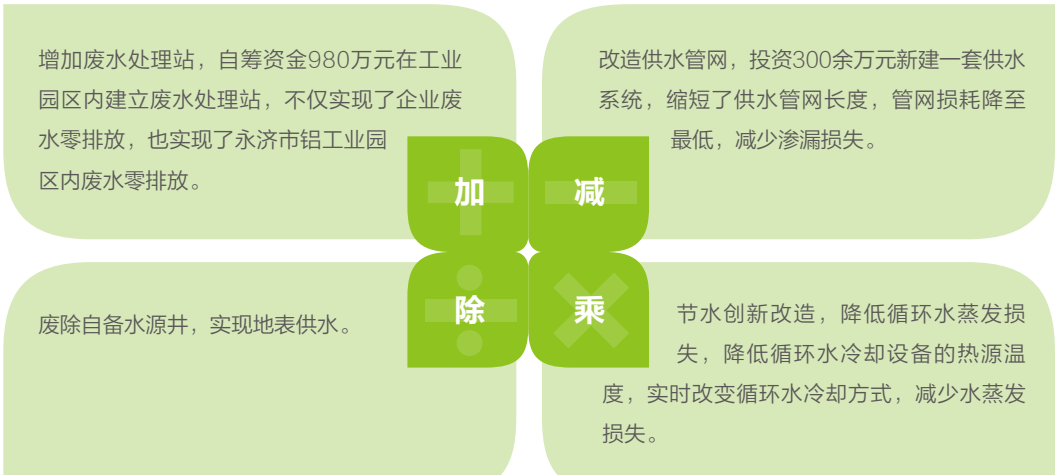 增加废水处理站，自筹资金980万元在工业
园区内建立废水处理站，不仅实现了企业废
水零排放，也实现了永济市铝工业园
区内废水零排放。
加
改造供水管网，投资300余万元新建一套供水
系统，缩短了供水管网长度，管网损耗降至
最低，减少渗漏损失。
减
废除自备水源井，实现地表供水。
除
乘
节水创新改造，降低循环水蒸发损
失，降低循环水冷却设备的热源温
度，实时改变循环水冷却方式，减少水蒸发
损失。